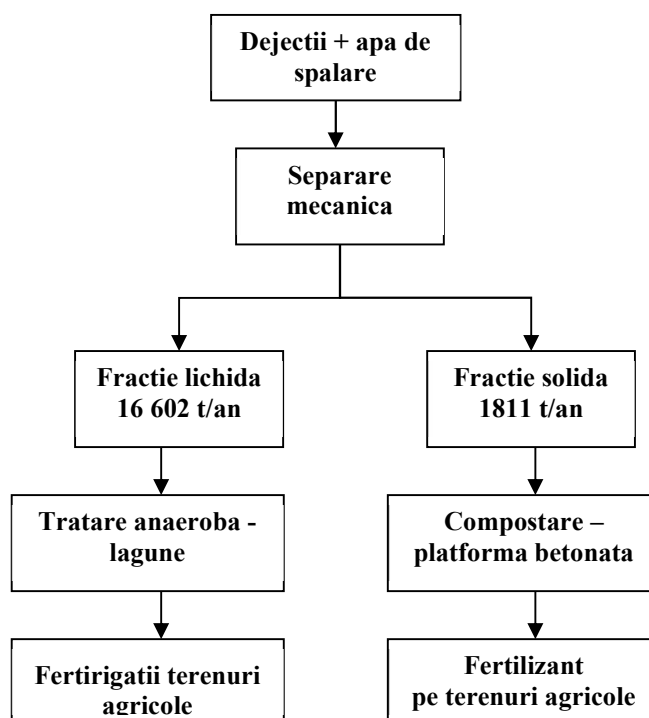 Dejectii + apa de
spalare
Separare
mecanica
Fractie lichida
16 602 t/an
Fractie solida
1811 t/an
Tratare anaeroba -
lagune
Compostare –
platforma betonata
Fertirigatii terenuri
agricole
Fertilizant
pe terenuri agricole